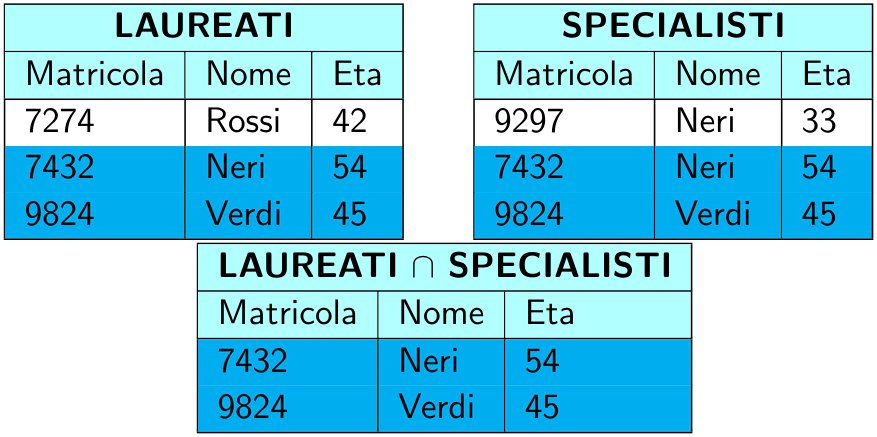 LAUREATI
Matricola Nome Eta
7274 Rossi 42
7432 Neri 54
9824 Verdi 45
SPECIALISTI
Matricola Nome Eta
9297 Neri 33
7432 Neri 54
9824 Verdi 45
LAUREATI ∩ SPECIALISTI
Matricola Nome Eta
7432 Neri 54
9824 Verdi 45